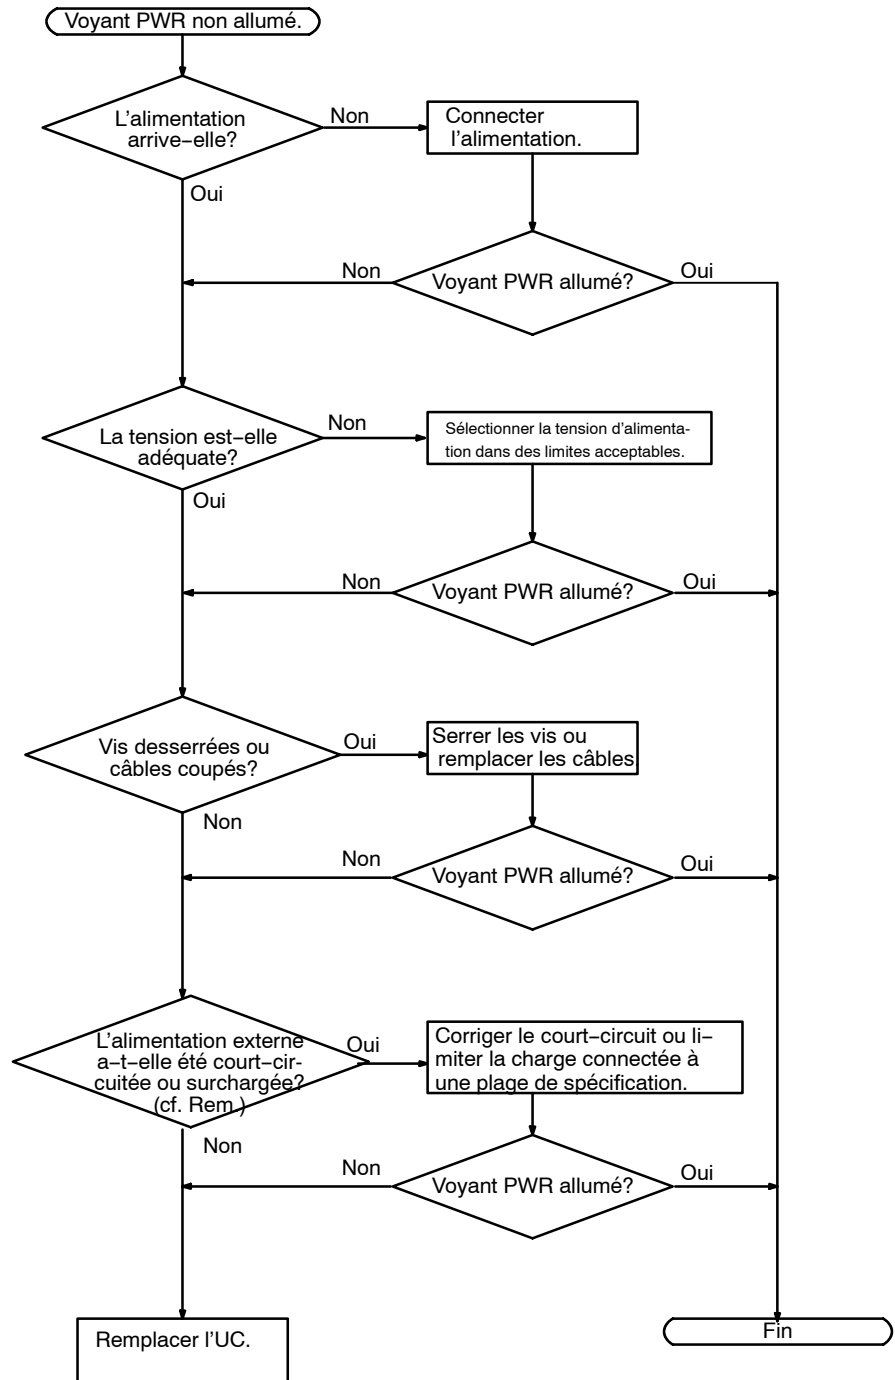 Voyant PWR non allumé.
L'alimentation
arrive–elle?
Non
Connecter
l'alimentation.
Oui
Non
Voyant PWR allumé?
Oui
La tension est–elle
adéquate?
Non
Sélectionner la tension d'alimenta-
tion dans des limites acceptables.
Oui
Non
Voyant PWR allumé?
Oui
Vis desserrées ou
câbles coupés?
Oui
Serrer les vis ou
remplacer les câbles.
Non
Non
Voyant PWR allumé?
Oui
L'alimentation externe
a–t–elle été court–cir-
cuitée ou surchargée?
(cf. Rem.)
Oui
Corriger le court–circuit ou li–
miter la charge connectée à
une plage de spécification.
Non
Non
Voyant PWR allumé?
Oui
Remplacer l'UC.
Fin